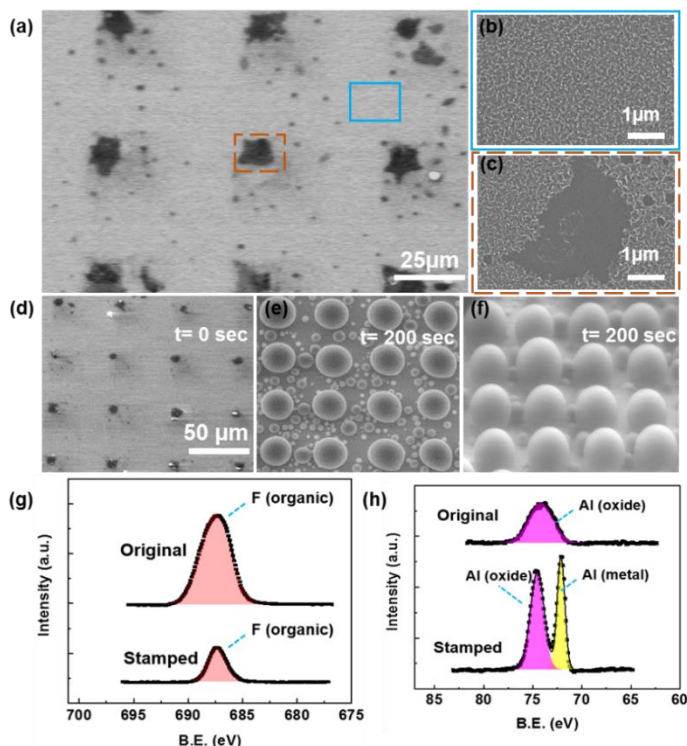 (a)
25μm
(b)
1μm
(c)
1μm
(d)
t= 0 sec
50 μm
(e)
t= 200 sec
(f)
t= 200 sec
(g)
F (organic)
Original
F (organic)
Stamped
Intensity (a.u.)
700 695 690 685 680 675
B.E. (eV)
(h)
Original
Al (oxide)
Al (oxide)
Al (metal)
Stamped
Intensity (a.u.)
85 80 75 70 65 60
B.E. (eV)